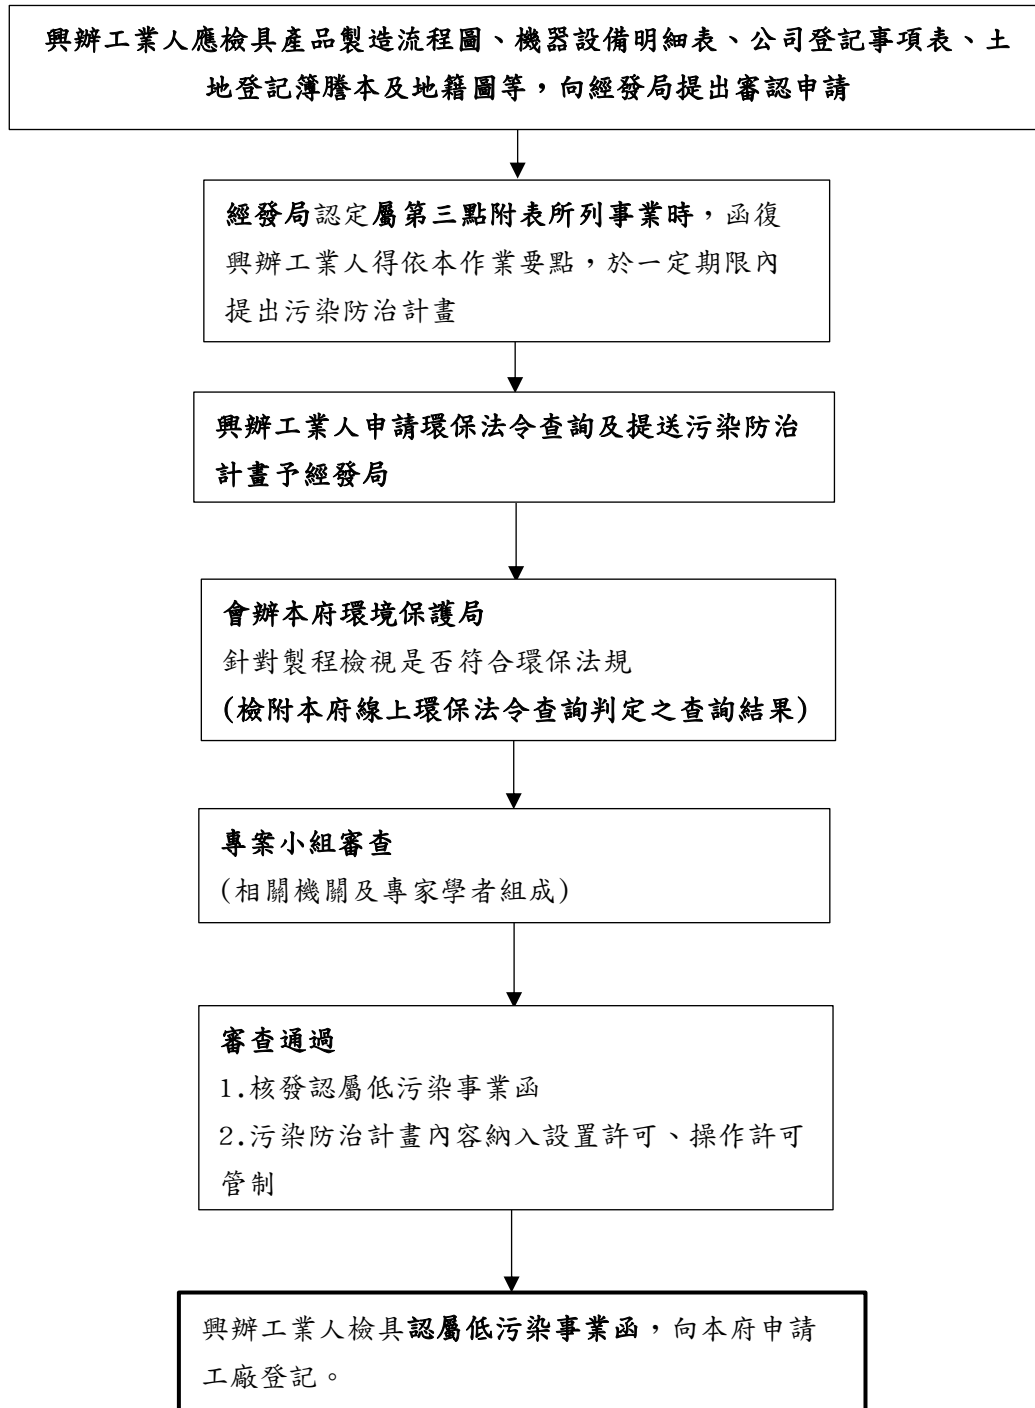 興辦工業人應檢具產品製造流程圖、機器設備明細表、公司登記事項表、土
地登記簿謄本及地籍圖等，向經發局提出審認申請
經發局認定屬第三點附表所列事業時，函復
興辦工業人得依本作業要點，於一定期限內
提出污染防治計畫
興辦工業人申請環保法令查詢及提送污染防治
計畫予經發局
會辦本府環境保護局
針對製程檢視是否符合環保法規
(檢附本府線上環保法令查詢判定之查詢結果)
專案小組審查
(相關機關及專家學者組成)
審查通過
1.核發認屬低污染事業函
2.污染防治計畫內容納入設置許可、操作許可
管制
興辦工業人檢具認屬低污染事業函，向本府申請
工廠登記。